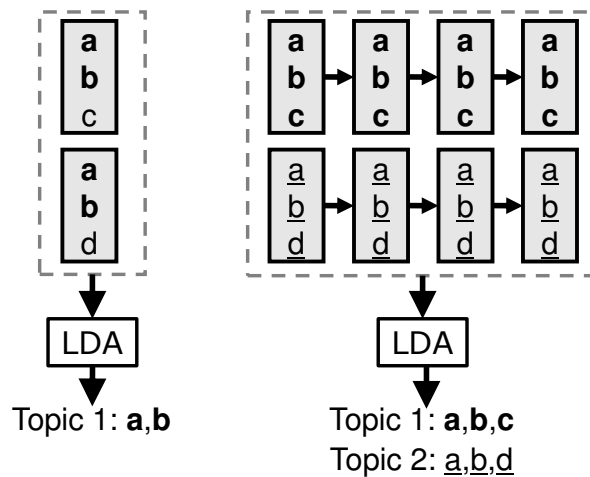 a
b
c
a
b
d
LDA
Topic 1: a,b
a a a a
b b b b
c c c c
a a a a
b b b b
d d d d
LDA
Topic 1: a,b,c
Topic 2: a,b,d